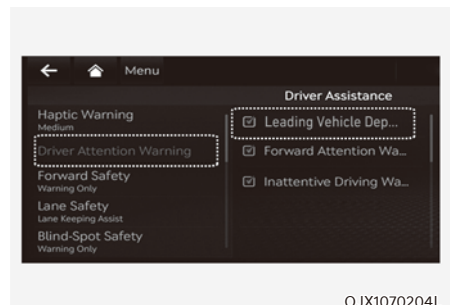 Menu
Driver Assistance
Haptic Warning
Medium
Driver Attention Warning
Forward Safety
Warning Only
Lane Safety
Lane Keeping Assist
Blind-Spot Safety
Warning Only
Leading Vehicle Dep...
Forward Attention Wa...
Inattentive Driving Wa...
OJX1070204L